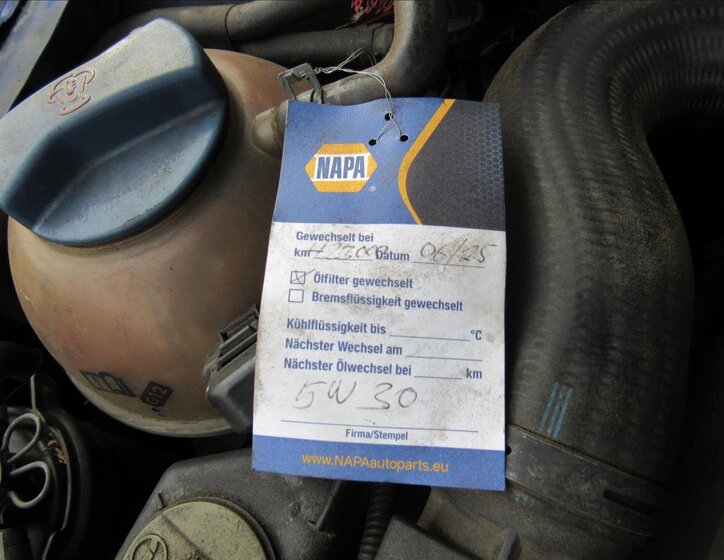 NAPA
Gewechselt bei
km 423000 Datum 06/25
Ölfilter gewechselt
Bremsflüssigkeit gewechselt
Kühlflüssigkeit bis °C
Nächster Wechsel am
Nächster Ölwechsel bei km
5W 30
Firma/Stempel
www.NAPAautoparts.eu